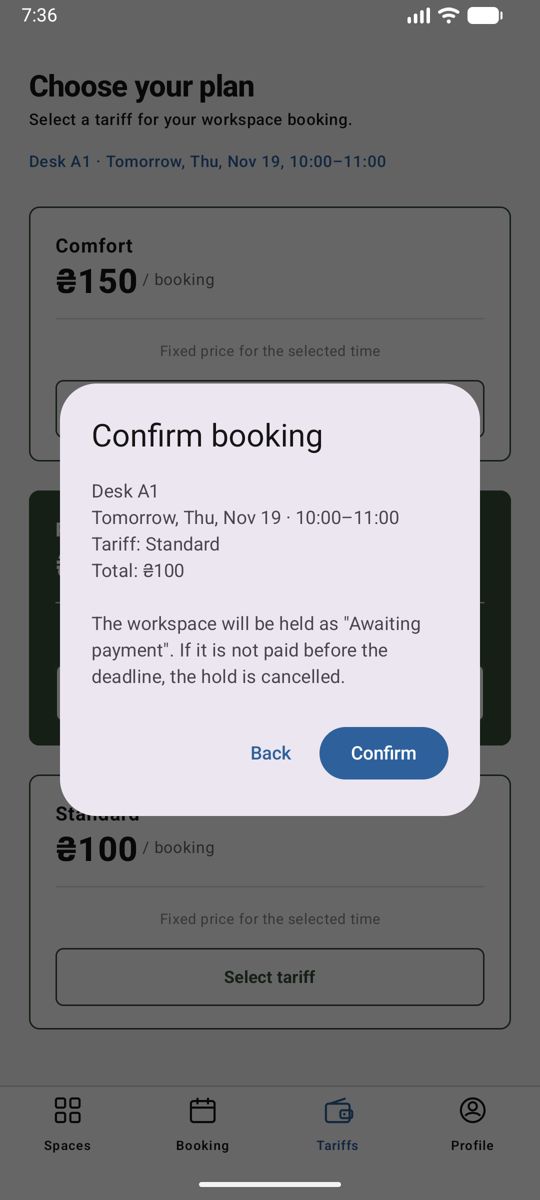 7:36
Choose your plan
Select a tariff for your workspace booking.
Desk A1 · Tomorrow, Thu, Nov 19, 10:00–11:00
Comfort
₴150 / booking
Fixed price for the selected time
Confirm booking
Desk A1
Tomorrow, Thu, Nov 19 · 10:00–11:00
Tariff: Standard
Total: ₴100
The workspace will be held as "Awaiting
payment". If it is not paid before the
deadline, the hold is cancelled.
Back
Confirm
Standard
₴100 / booking
Fixed price for the selected time
Select tariff
Spaces
Booking
Tariffs
Profile